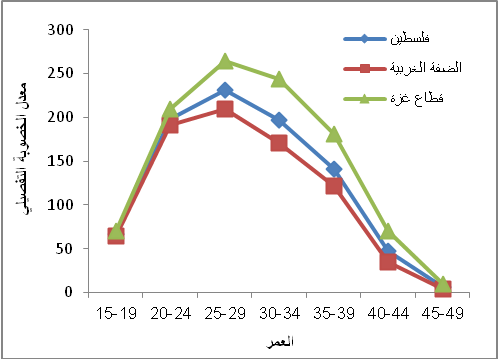 300
250
200
150
100
50
0
معدل الخصوبة التفصيلي
فلسطين
الضفة الغربية
قطاع غزة
15-19 20-24 25-29 30-34 35-39 40-44 45-49
العمر